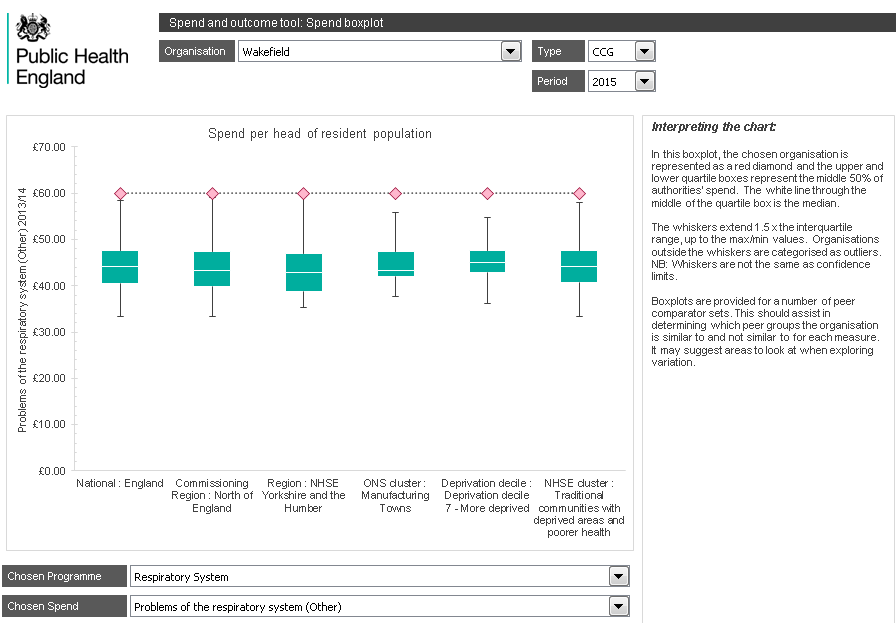 Public Health
England
Spend and outcome tool: Spend boxplot
Organisation
Wakefield
Type
CCG
Period
2015
Spend per head of resident population
Problems of the respiratory system (Other) 2013/14
£70.00
£60.00
£50.00
£40.00
£30.00
£20.00
£10.00
£0.00
National : England
Commissioning
Region : North of
England
Region : NHSE
Yorkshire and the
Humber
ONS cluster :
Manufacturing
Towns
Deprivation decile :
Deprivation decile
7 - More deprived
NHSE cluster :
Traditional
communities with
deprived areas and
poorer health
Interpreting the chart:
In this boxplot, the chosen organisation is
represented as a red diamond and the upper and
lower quartile boxes represent the middle 50% of
authorities' spend. The white line through the
middle of the quartile box is the median.
The whiskers extend 1.5 x the interquartile
range, up to the max/min values. Organisations
outside the whiskers are categorised as outliers.
NB: Whiskers are not the same as confidence
limits.
Boxplots are provided for a number of peer
comparator sets. This should assist in
determining which peer groups the organisation
is similar to and not similar to for each measure.
It may suggest areas to look at when exploring
variation.
Chosen Programme
Respiratory System
Chosen Spend
Problems of the respiratory system (Other)